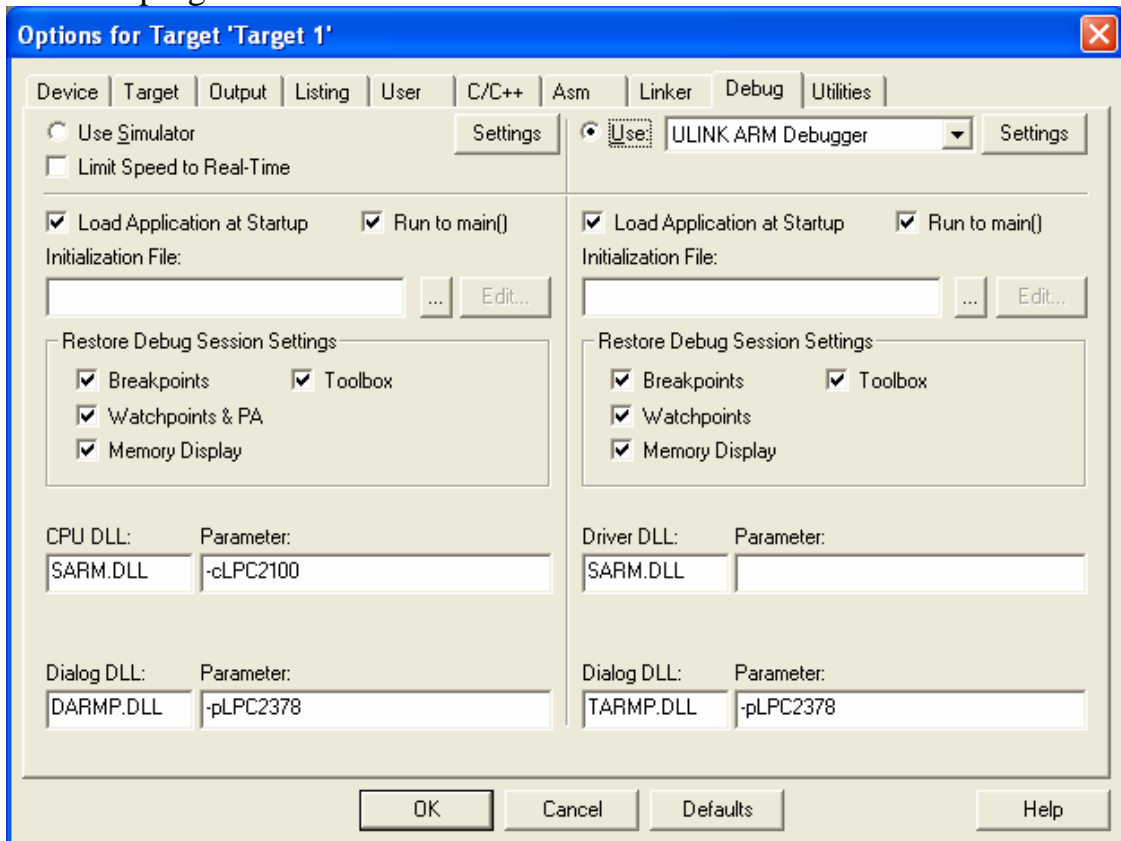 Options for Target 'Target 1'
Device Target Output Listing User C/C++ Asm Linker Debug Utilities
Use Simulator Settings Use: ULINK ARM Debugger Settings
Limit Speed to Real-Time
Load Application at Startup Run to main() Load Application at Startup Run to main()
Initialization File: Initialization File:
... Edit... ... Edit...
Restore Debug Session Settings Restore Debug Session Settings
Breakpoints Toolbox Breakpoints Toolbox
Watchpoints & PA Watchpoints
Memory Display Memory Display
CPU DLL: Parameter: Driver DLL: Parameter:
SARM.DLL -cLPC2100 SARM.DLL
Dialog DLL: Parameter: Dialog DLL: Parameter:
DARMP.DLL -pLPC2378 TARMP.DLL -pLPC2378
OK Cancel Defaults Help